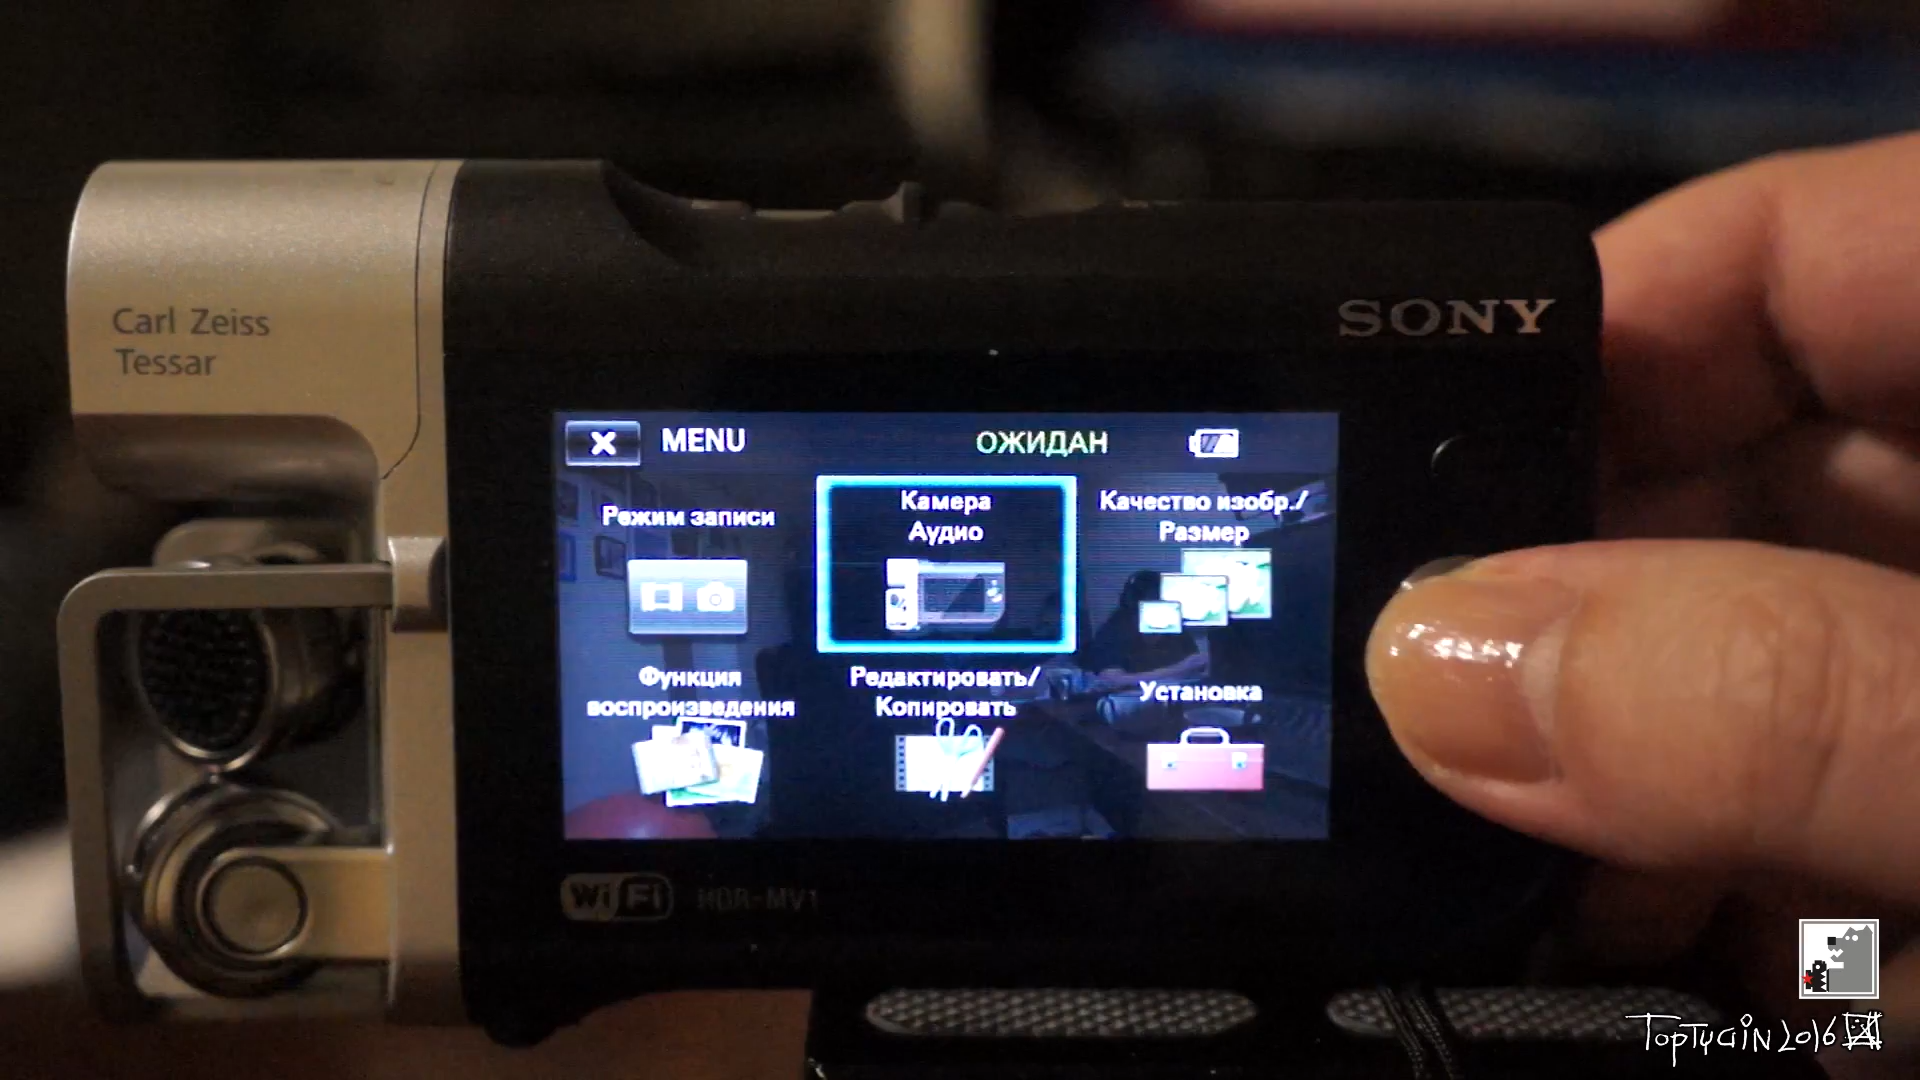 Carl Zeiss
Tessar
SONY
MENU
ОЖИДАН
Режим записи
Камера
Аудио
Качество изобр./
Размер
Функция
воспроизведения
Редактировать/
Копировать
Установка
WiFi
HDR-MV1
TOPTYGIN 2016